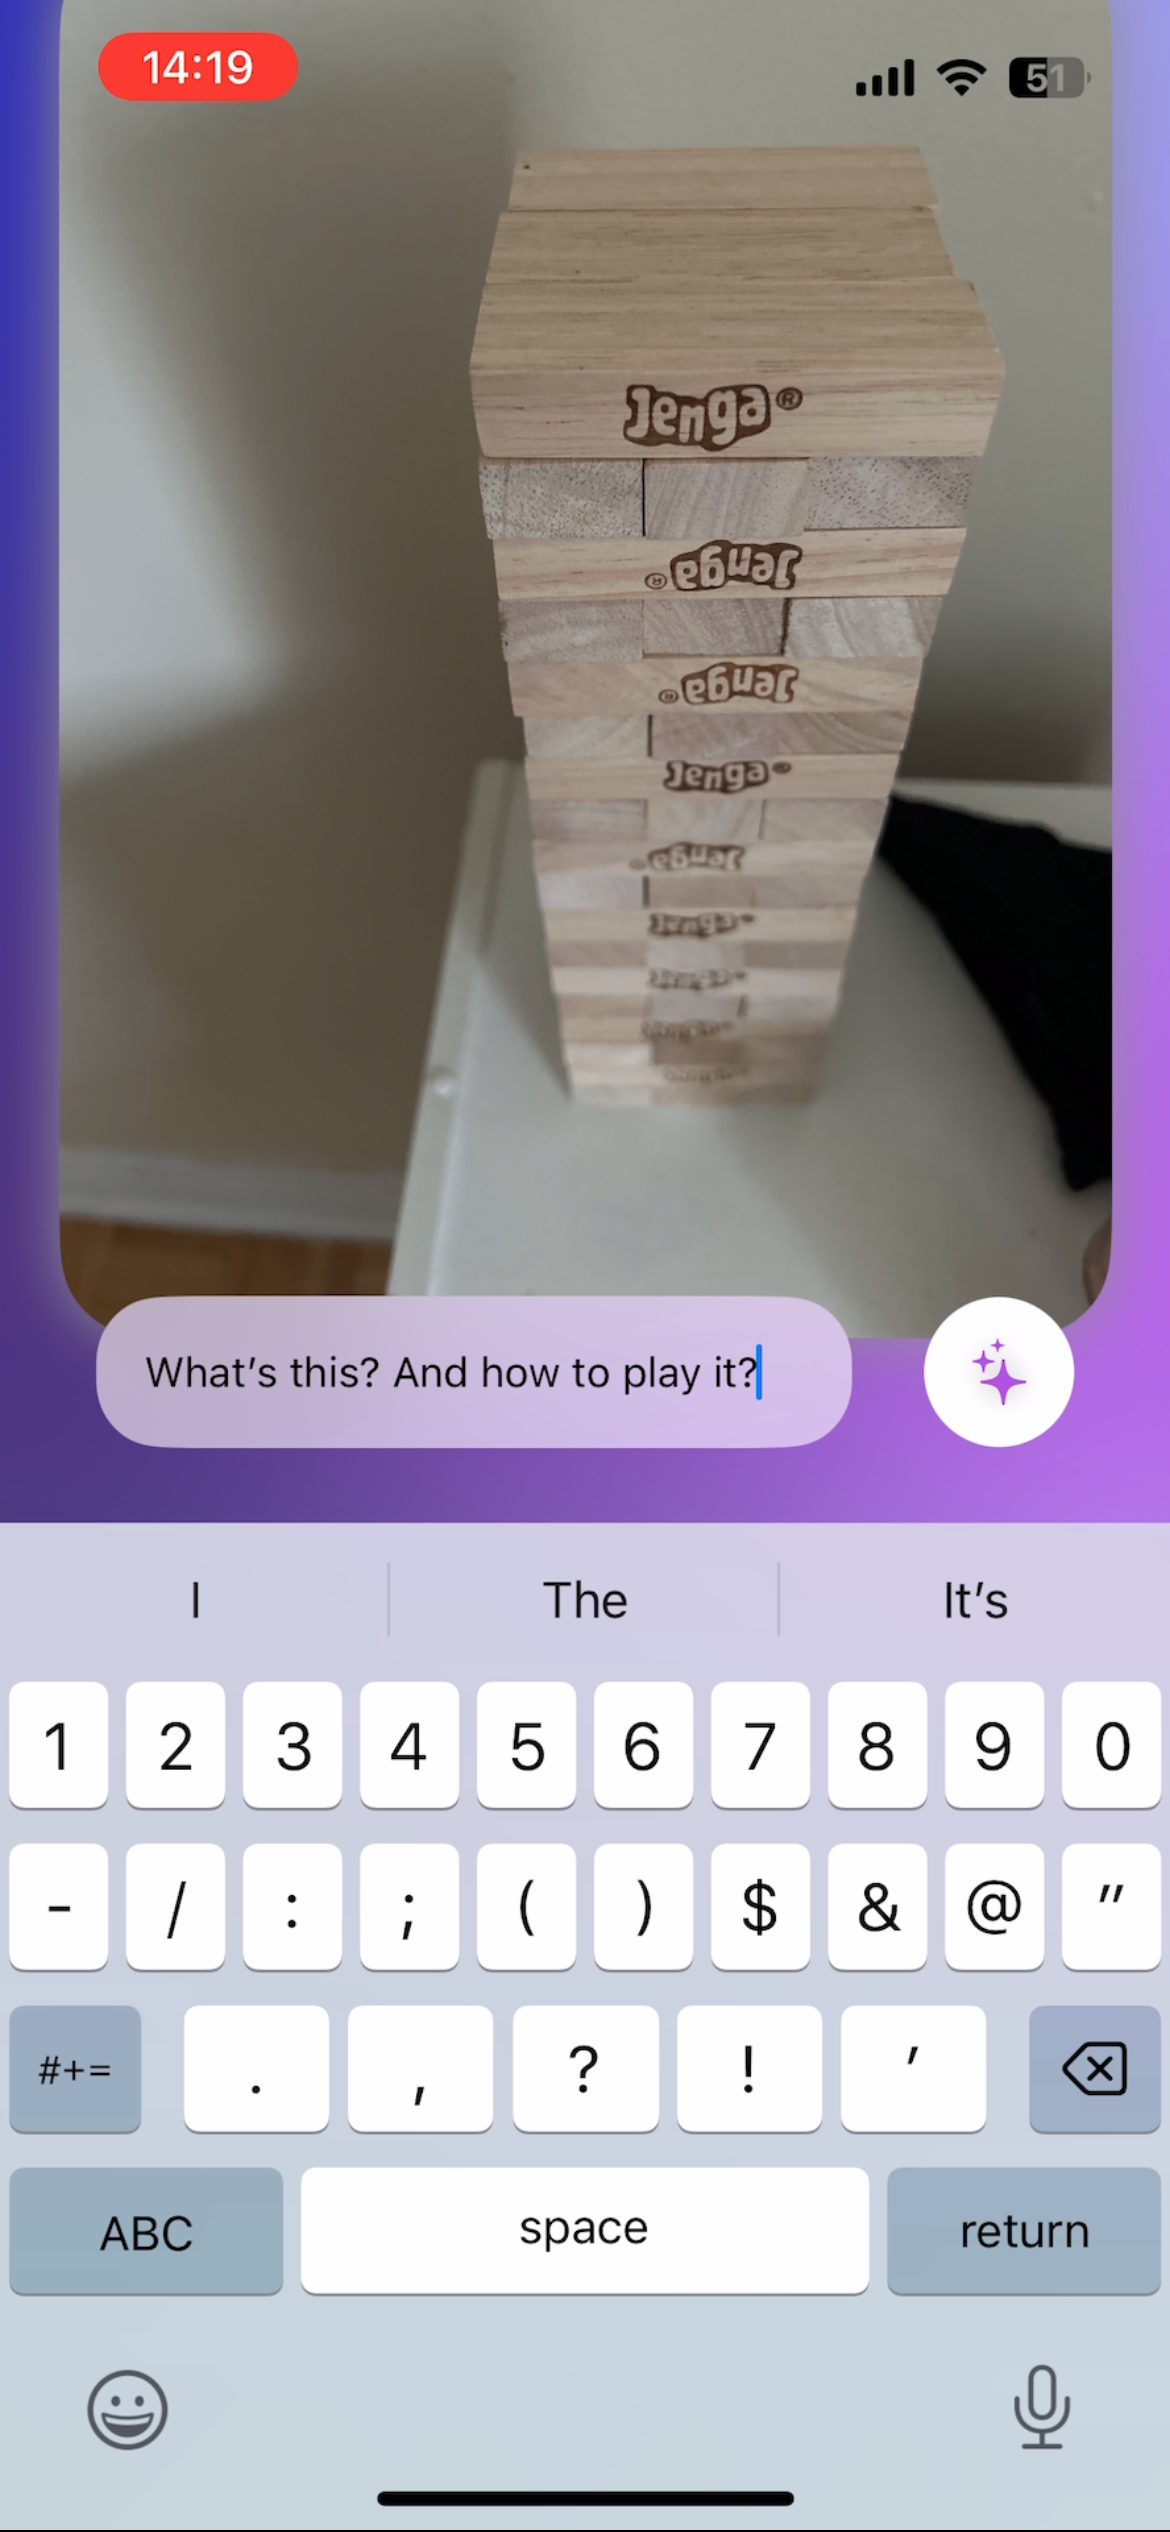 14:19
51
Jenga®
Jenga®
Jenga®
Jenga®
Jenga
Jenga
What's this? And how to play it?
I The It's
1 2 3 4 5 6 7 8 9 0
- / : ; ( ) $ & @ "
#+= . , ? ! '
ABC space return